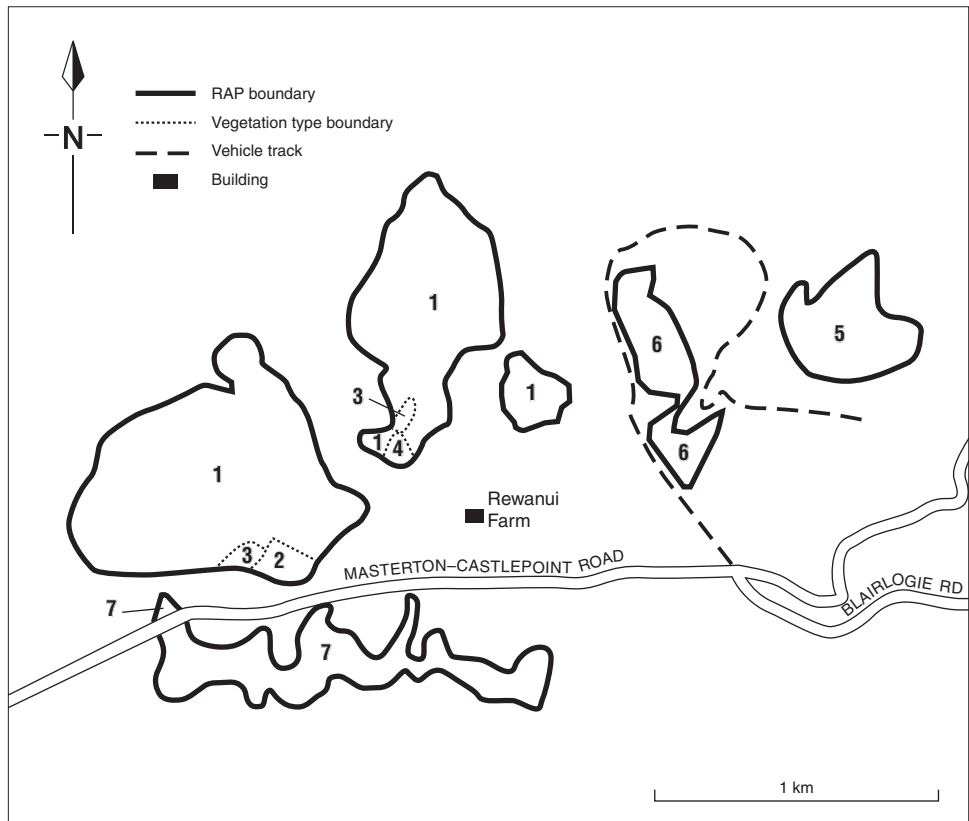 RAP boundary
Vegetation type boundary
N
Vehicle track
Building
1
6
5
3
1
1
4
6
1
Rewanui
Farm
3
2
MASTERTON–CASTLEPOINT ROAD
BLAIRLOGIE RD
7
7
1 km